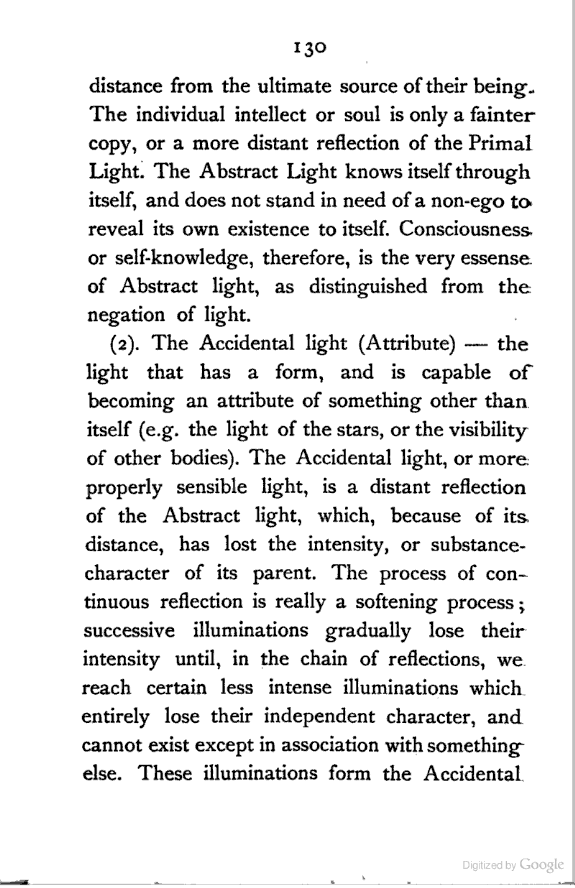 130
distance from the ultimate source of their being.
The individual intellect or soul is only a fainter
copy, or a more distant reflection of the Primal
Light. The Abstract Light knows itself through
itself, and does not stand in need of a non-ego to
reveal its own existence to itself. Consciousness
or self-knowledge, therefore, is the very essense
of Abstract light, as distinguished from the
negation of light.
(2). The Accidental light (Attribute) — the
light that has a form, and is capable of
becoming an attribute of something other than
itself (e.g. the light of the stars, or the visibility
of other bodies). The Accidental light, or more
properly sensible light, is a distant reflection
of the Abstract light, which, because of its
distance, has lost the intensity, or substance-
character of its parent. The process of con-
tinuous reflection is really a softening process;
successive illuminations gradually lose their
intensity until, in the chain of reflections, we
reach certain less intense illuminations which
entirely lose their independent character, and
cannot exist except in association with something
else. These illuminations form the Accidental
Digitized by Google